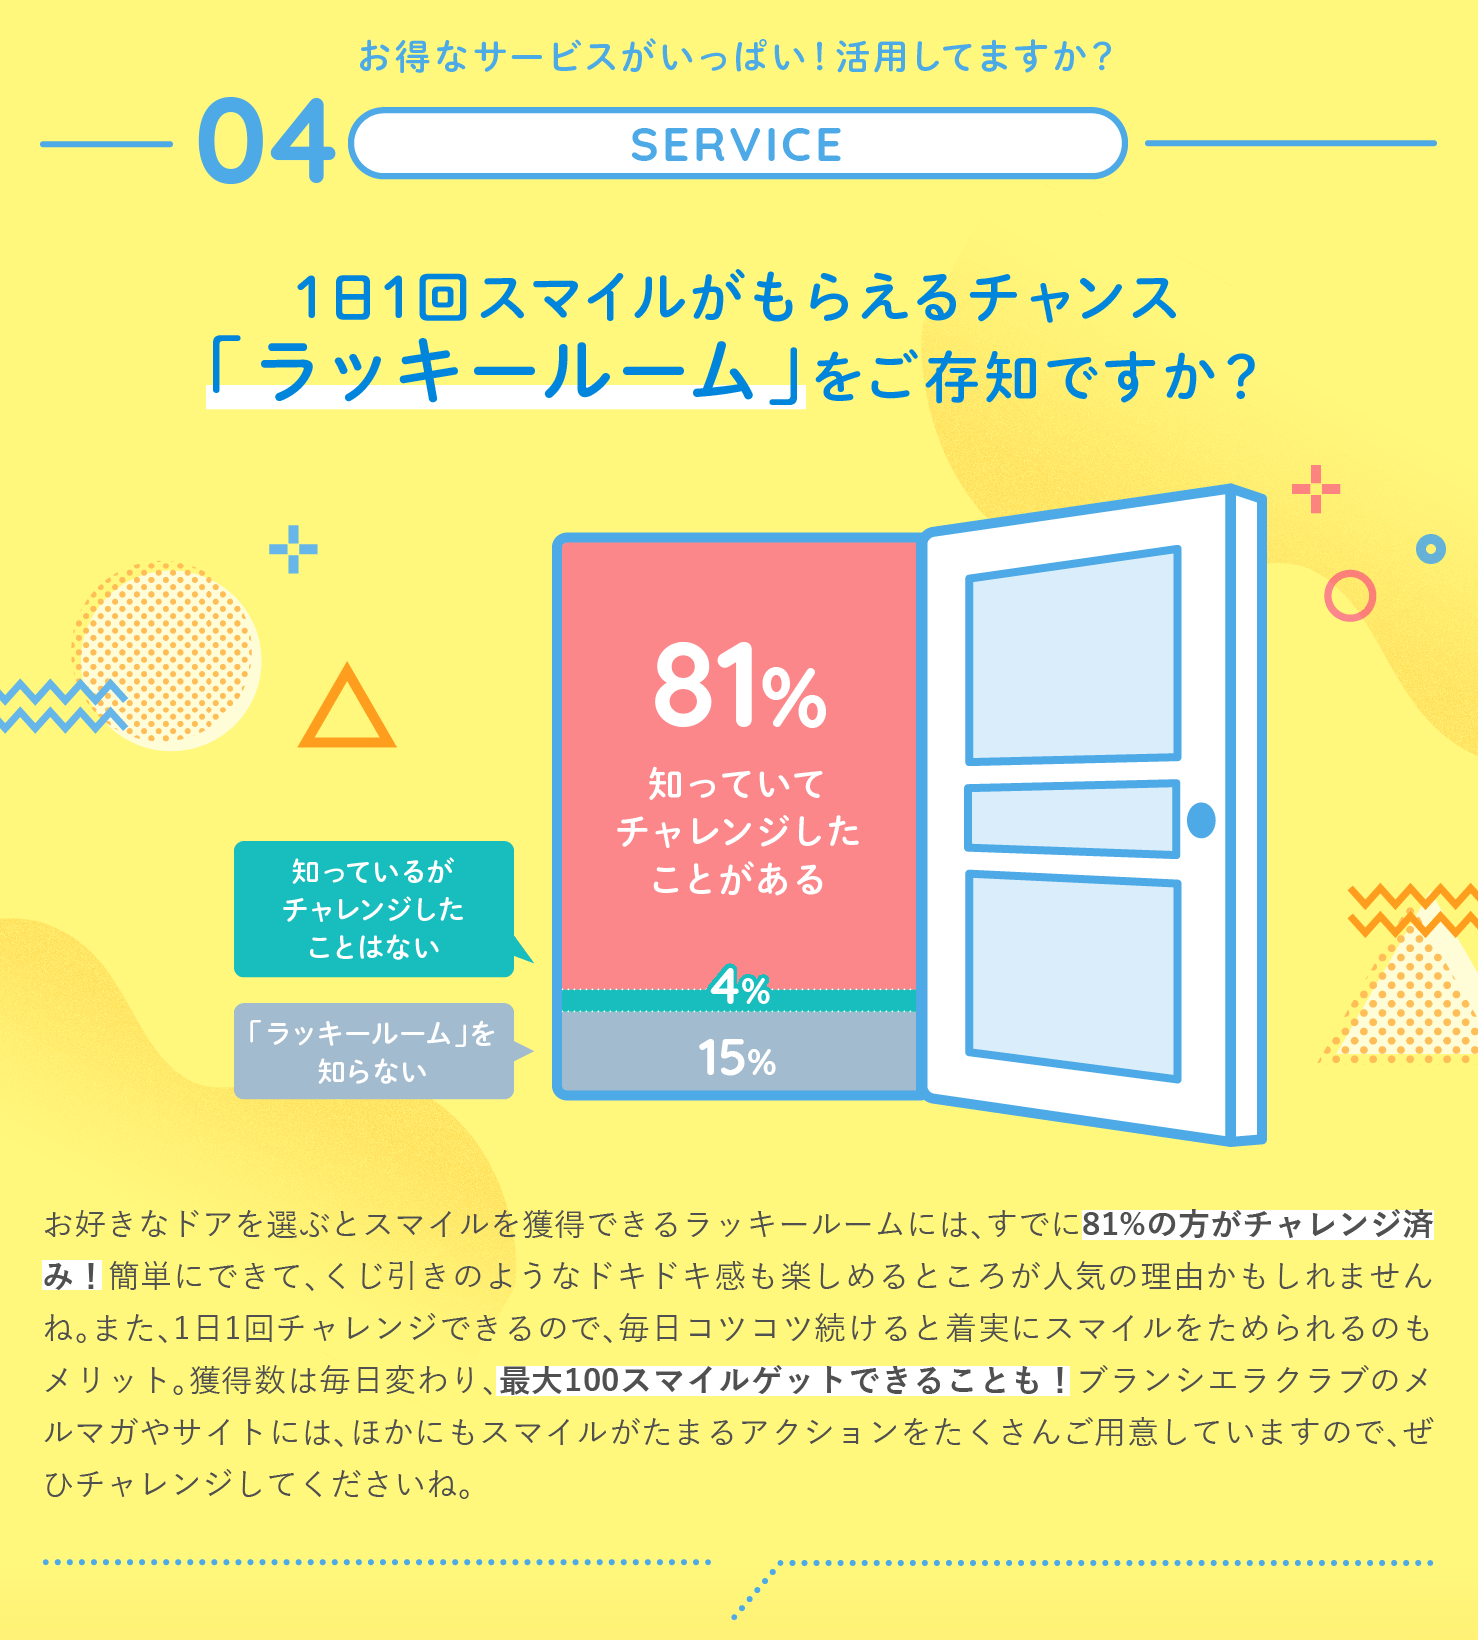 お得なサービスがいっぱい！活用してますか？
04 SERVICE
1日1回スマイルがもらえるチャンス
「ラッキールーム」をご存知ですか？
81%
知っていて
チャレンジした
ことがある
知っているが
チャレンジした
ことはない
4%
「ラッキールーム」を
知らない
15%
お好きなドアを選ぶとスマイルを獲得できるラッキールームには、すでに81%の方がチャレンジ済
み！簡単にできて、くじ引きのようなドキドキ感も楽しめるところが人気の理由かもしれません
ね。また、1日1回チャレンジできるので、毎日コツコツ続けると着実にスマイルをためられるのも
メリット。獲得数は毎日変わり、最大100スマイルゲットできることも！ブランシエラクラブのメ
ルマガやサイトには、ほかにもスマイルがたまるアクションをたくさんご用意していますので、ぜ
ひチャレンジしてくださいね。